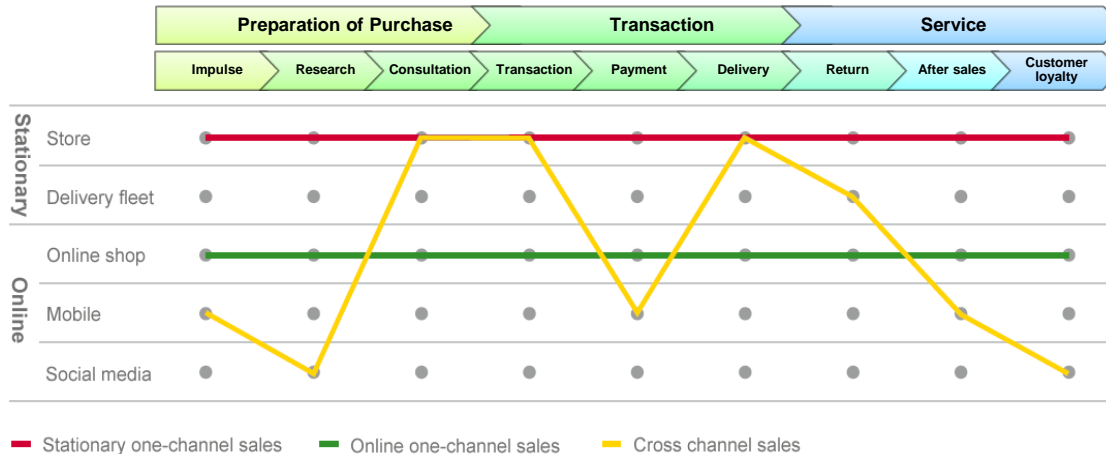 Preparation of Purchase
Transaction
Service
Impulse
Research
Consultation
Transaction
Payment
Delivery
Return
After sales
Customer
loyalty
Stationary
Store
Delivery fleet
Online
Online shop
Mobile
Social media
Stationary one-channel sales
Online one-channel sales
Cross channel sales